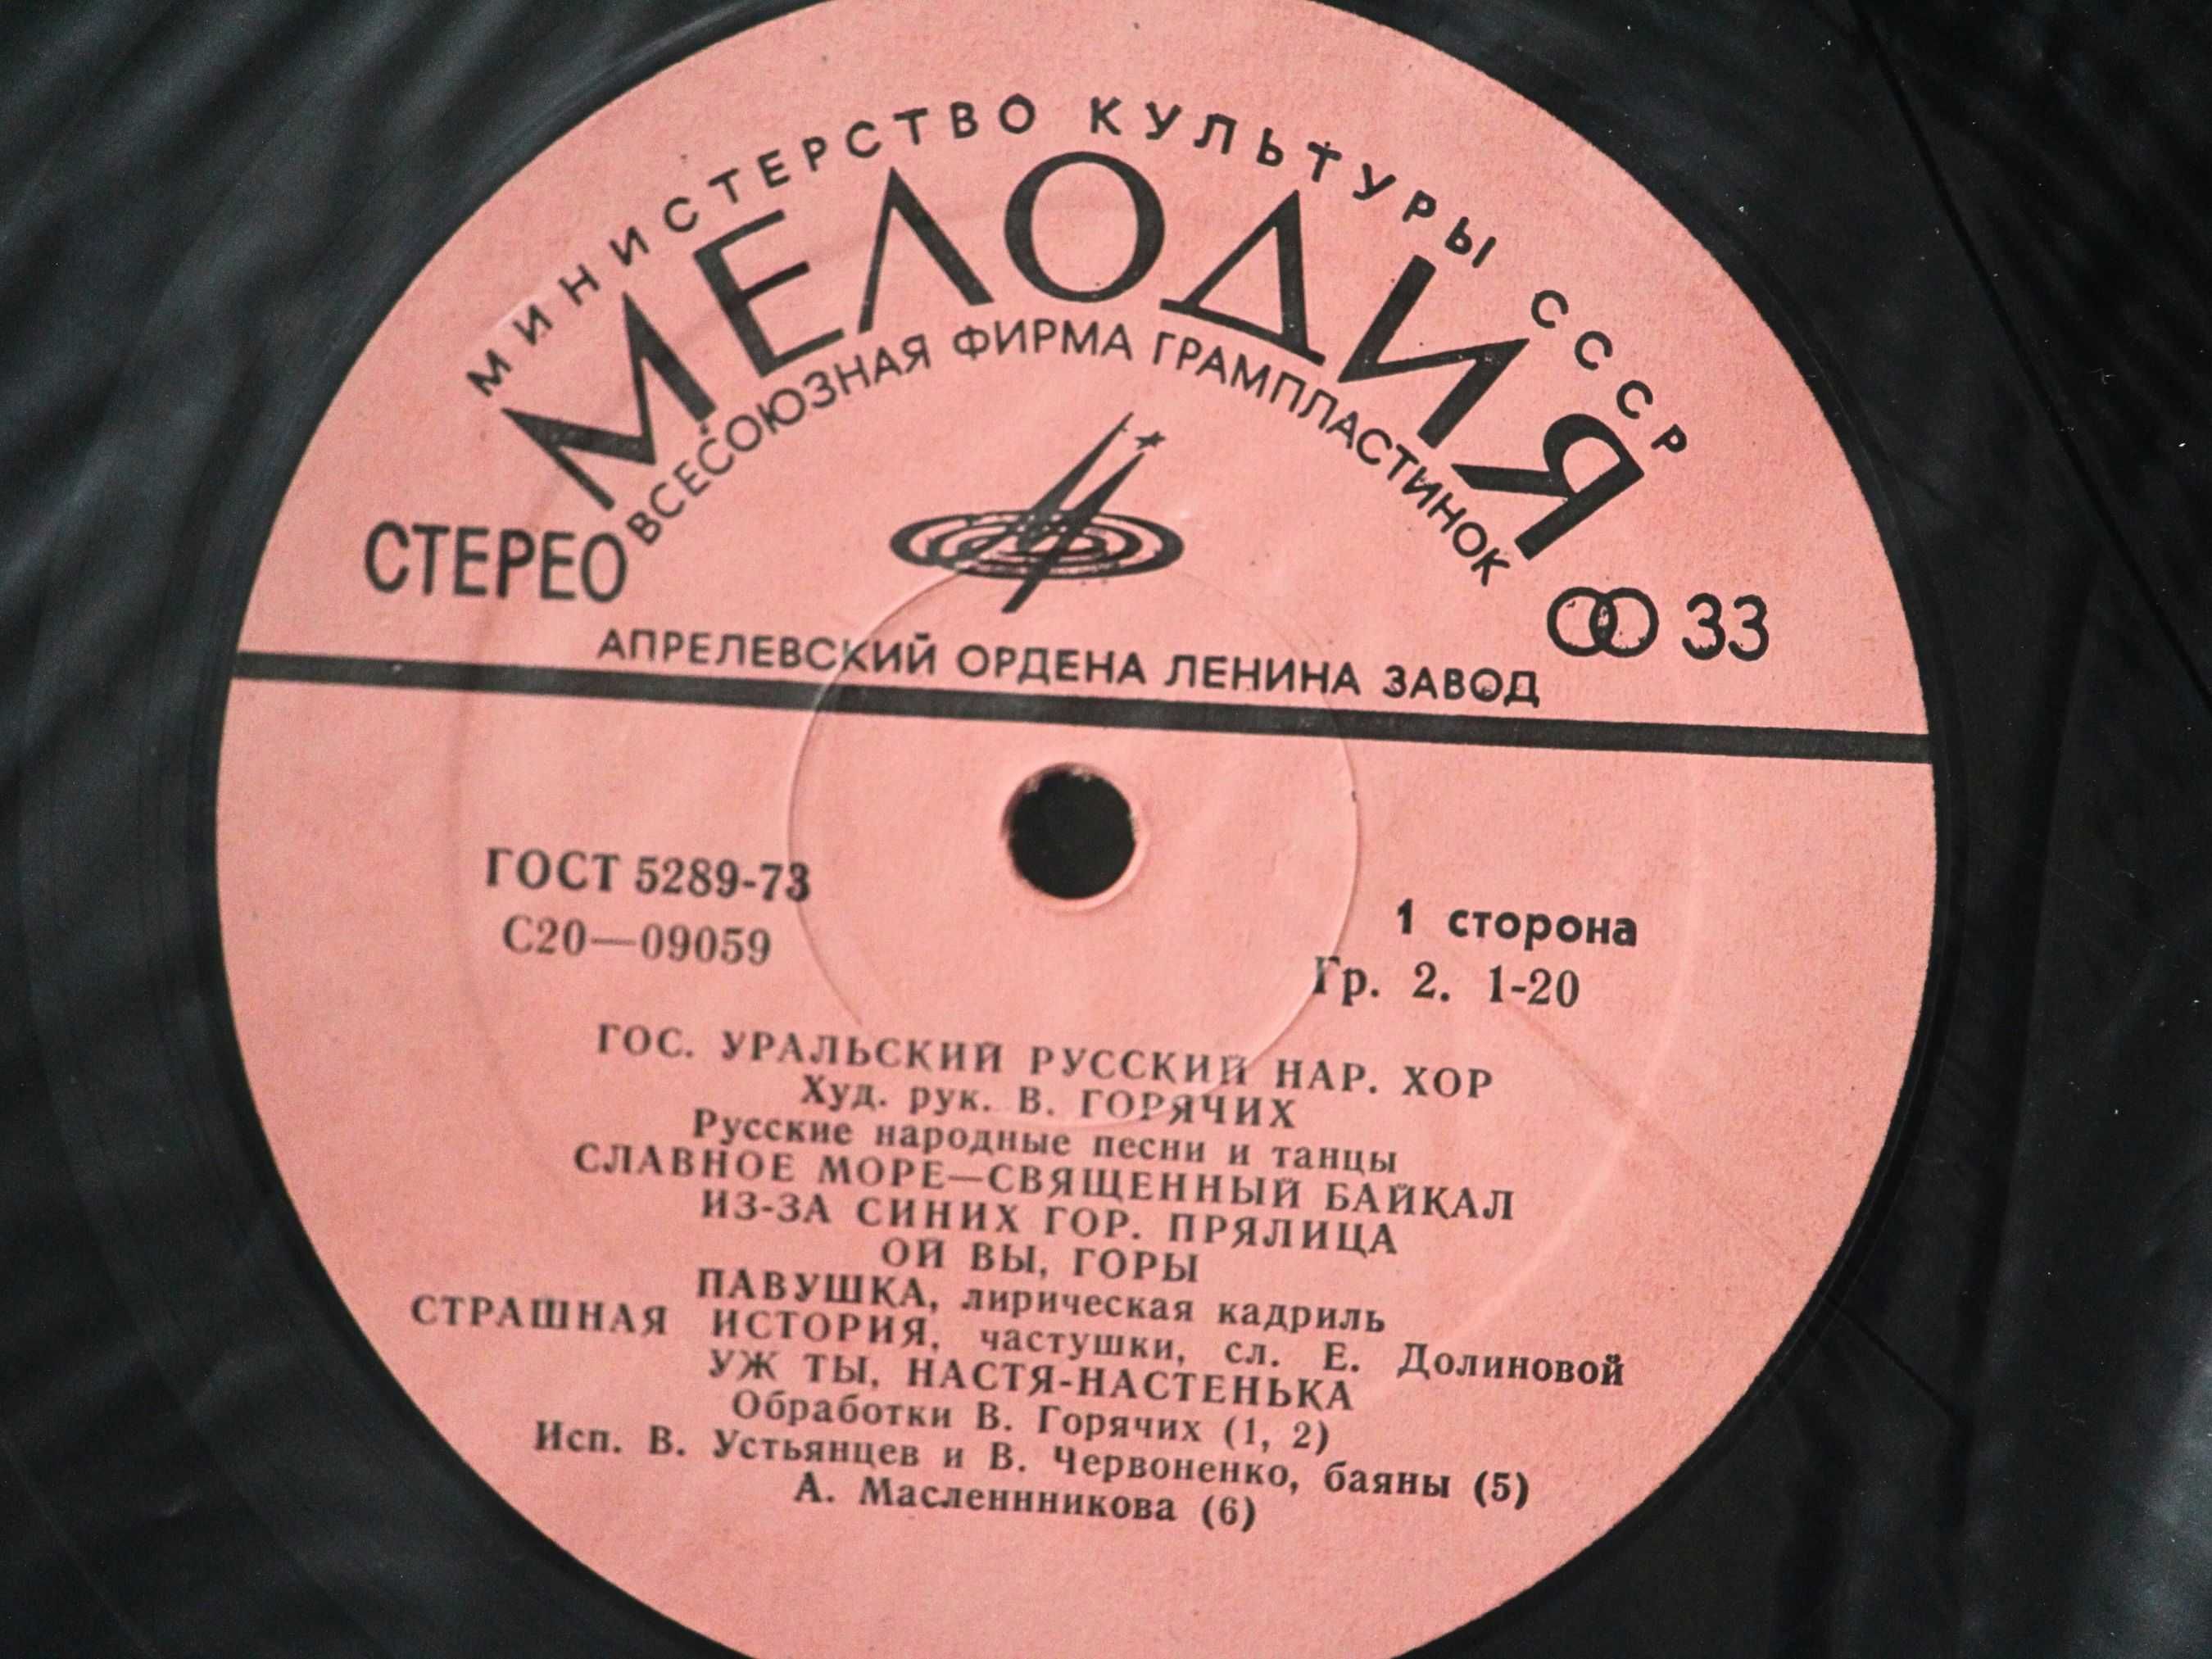 МИНИСТЕРСТВО КУЛЬТУРЫ СССР
МЕЛОДИЯ
ВСЕСОЮЗНАЯ ФИРМА ГРАМПЛАСТИНОК
СТЕРЕО
33
АПРЕЛЕВСКИЙ ОРДЕНА ЛЕНИНА ЗАВОД
ГОСТ 5289-73
С20—09059
1 сторона
Гр. 2. 1-20
ГОС. УРАЛЬСКИЙ РУССКИЙ НАР. ХОР
Худ. рук. В. ГОРЯЧИХ
Русские народные песни и танцы
СЛАВНОЕ МОРЕ—СВЯЩЕННЫЙ БАЙКАЛ
ИЗ-ЗА СИНИХ ГОР. ПРЯЛИЦА
ОЙ ВЫ, ГОРЫ
ПАВУШКА, лирическая кадриль
СТРАШНАЯ ИСТОРИЯ, частушки, сл. Е. Долиновой
УЖ ТЫ, НАСТЯ-НАСТЕНЬКА
Обработки В. Горячих (1, 2)
Исп. В. Устьянцев и В. Червоненко, баяны (5)
А. Масленнникова (6)